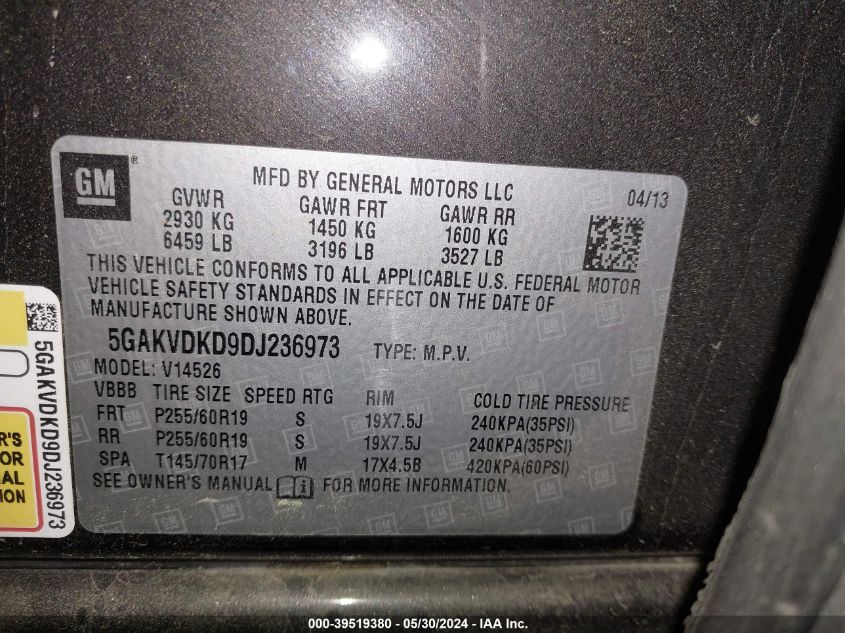 GM
®
MFD BY GENERAL MOTORS LLC
04/13
GVWR GAWR FRT GAWR RR
2930 KG 1450 KG 1600 KG
6459 LB 3196 LB 3527 LB
THIS VEHICLE CONFORMS TO ALL APPLICABLE U.S. FEDERAL MOTOR
VEHICLE SAFETY STANDARDS IN EFFECT ON THE DATE OF
MANUFACTURE SHOWN ABOVE.
5GAKVDKD9DJ236973 TYPE: M.P.V.
MODEL: V14526
VBBB TIRE SIZE SPEED RTG RIM COLD TIRE PRESSURE
FRT P255/60R19 S 19X7.5J 240KPA(35PSI)
RR P255/60R19 S 19X7.5J 240KPA(35PSI)
SPA T145/70R17 M 17X4.5B 420KPA(60PSI)
SEE OWNER'S MANUAL i FOR MORE INFORMATION.
5GAKVDKD9DJ236973
R'S
OR
AL
ION
000-39519380 - 05/30/2024 - IAA Inc.